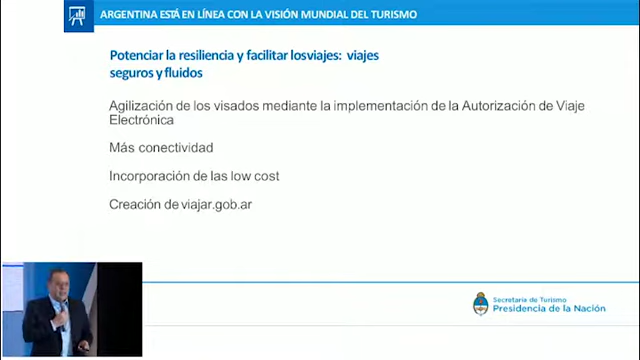 ARGENTINA ESTÁ EN LÍNEA CON LA VISIÓN MUNDIAL DEL TURISMO
Potenciar la resiliencia y facilitar losviajes: viajes
seguros y fluidos
Agilización de los visados mediante la implementación de la Autorización de Viaje
Electrónica
Más conectividad
Incorporación de las low cost
Creación de viajar.gob.ar
Secretaría de Turismo
Presidencia de la Nación